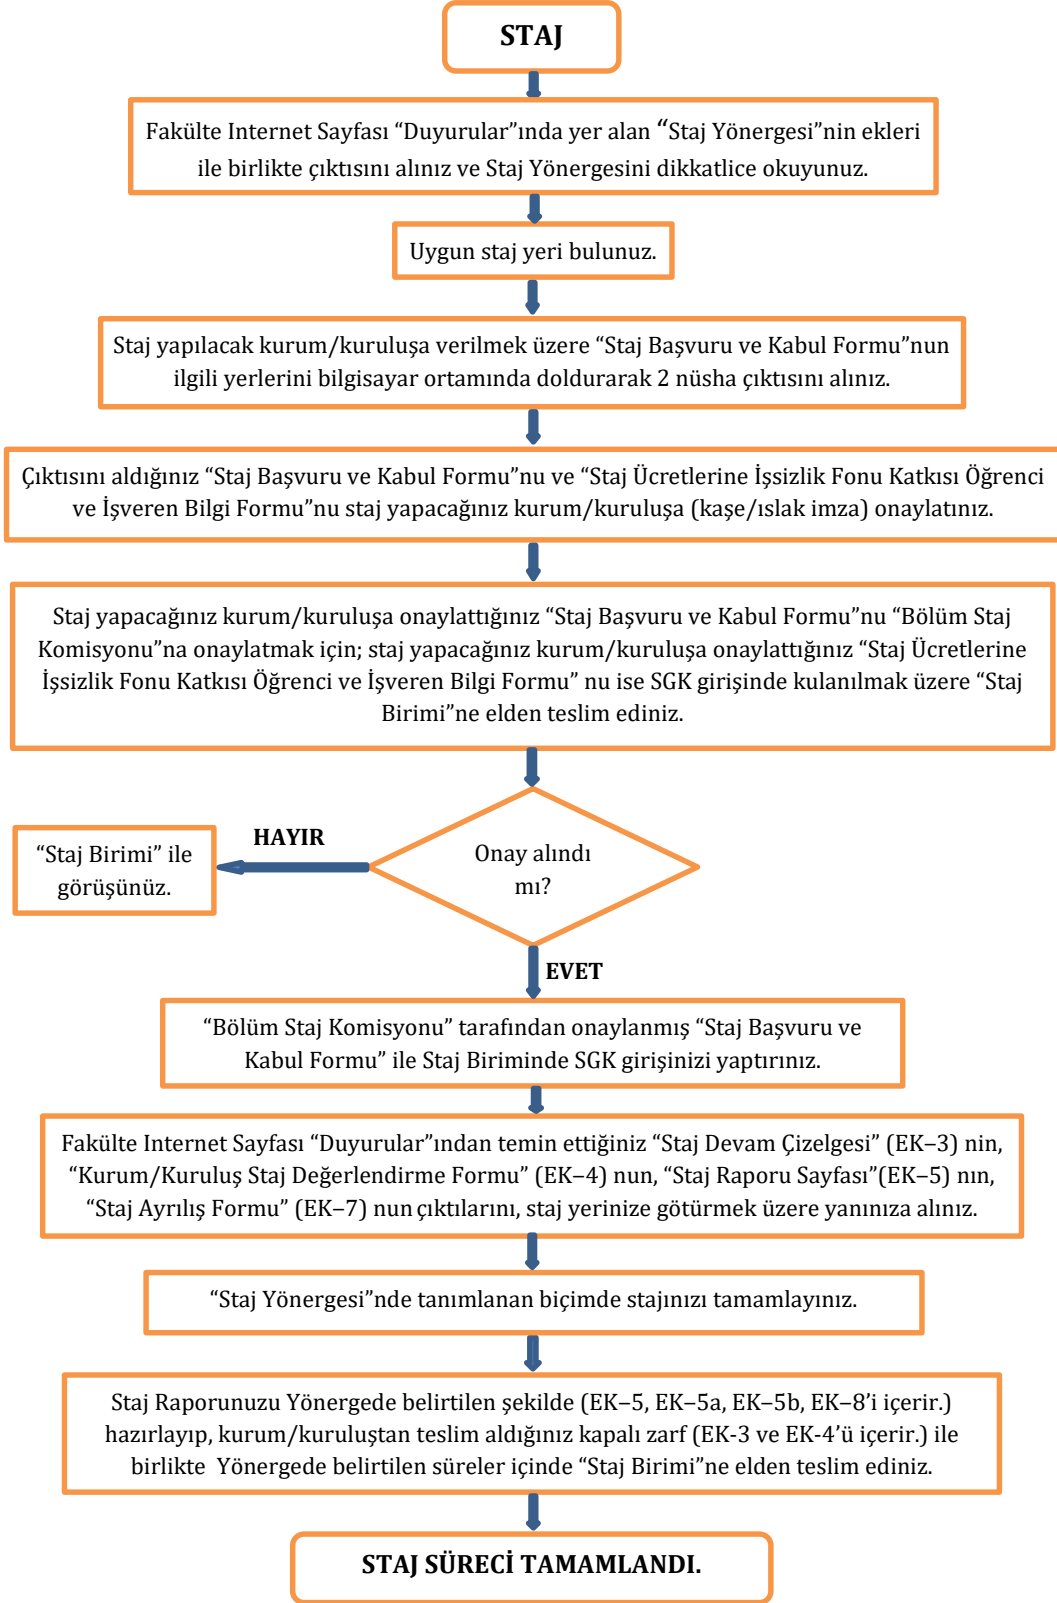 STAJ
Fakülte Internet Sayfası “Duyurular”ında yer alan “Staj Yönergesi”nin ekleri
ile birlikte çıktısını alınız ve Staj Yönergesini dikkatlice okuyunuz.
Uygun staj yeri bulunuz.
Staj yapılacak kurum/kuruluşa verilmek üzere “Staj Başvuru ve Kabul Formu”nun
ilgili yerlerini bilgisayar ortamında doldurarak 2 nüsha çıktısını alınız.
Çıktısını aldığınız “Staj Başvuru ve Kabul Formu”nu ve “Staj Ücretlerine İşsizlik Fonu Katkısı Öğrenci
ve İşveren Bilgi Formu”nu staj yapacağınız kurum/kuruluşa (kaşe/ıslak imza) onaylatınız.
Staj yapacağınız kurum/kuruluşa onaylattığınız “Staj Başvuru ve Kabul Formu”nu “Bölüm Staj
Komisyonu”na onaylatmak için; staj yapacağınız kurum/kuruluşa onaylattığınız “Staj Ücretlerine
İşsizlik Fonu Katkısı Öğrenci ve İşveren Bilgi Formu” nu ise SGK girişinde kulanılmak üzere “Staj
Birimi”ne elden teslim ediniz.
HAYIR
“Staj Birimi” ile
görüşünüz.
Onay alındı
mı?
EVET
“Bölüm Staj Komisyonu” tarafından onaylanmış “Staj Başvuru ve
Kabul Formu” ile Staj Biriminde SGK girişinizi yaptırınız.
Fakülte Internet Sayfası “Duyurular”ından temin ettiğiniz “Staj Devam Çizelgesi” (EK–3) nin,
“Kurum/Kuruluş Staj Değerlendirme Formu” (EK–4) nun, “Staj Raporu Sayfası”(EK–5) nın,
“Staj Ayrılış Formu” (EK–7) nun çıktılarını, staj yerinize götürmek üzere yanınıza alınız.
“Staj Yönergesi”nde tanımlanan biçimde stajınızı tamamlayınız.
Staj Raporunuzu Yönergede belirtilen şekilde (EK–5, EK–5a, EK–5b, EK–8’i içerir.)
hazırlayıp, kurum/kuruluştan teslim aldığınız kapalı zarf (EK-3 ve EK-4’ü içerir.) ile
birlikte Yönergede belirtilen süreler içinde “Staj Birimi”ne elden teslim ediniz.
STAJ SÜRECİ TAMAMLANDI.